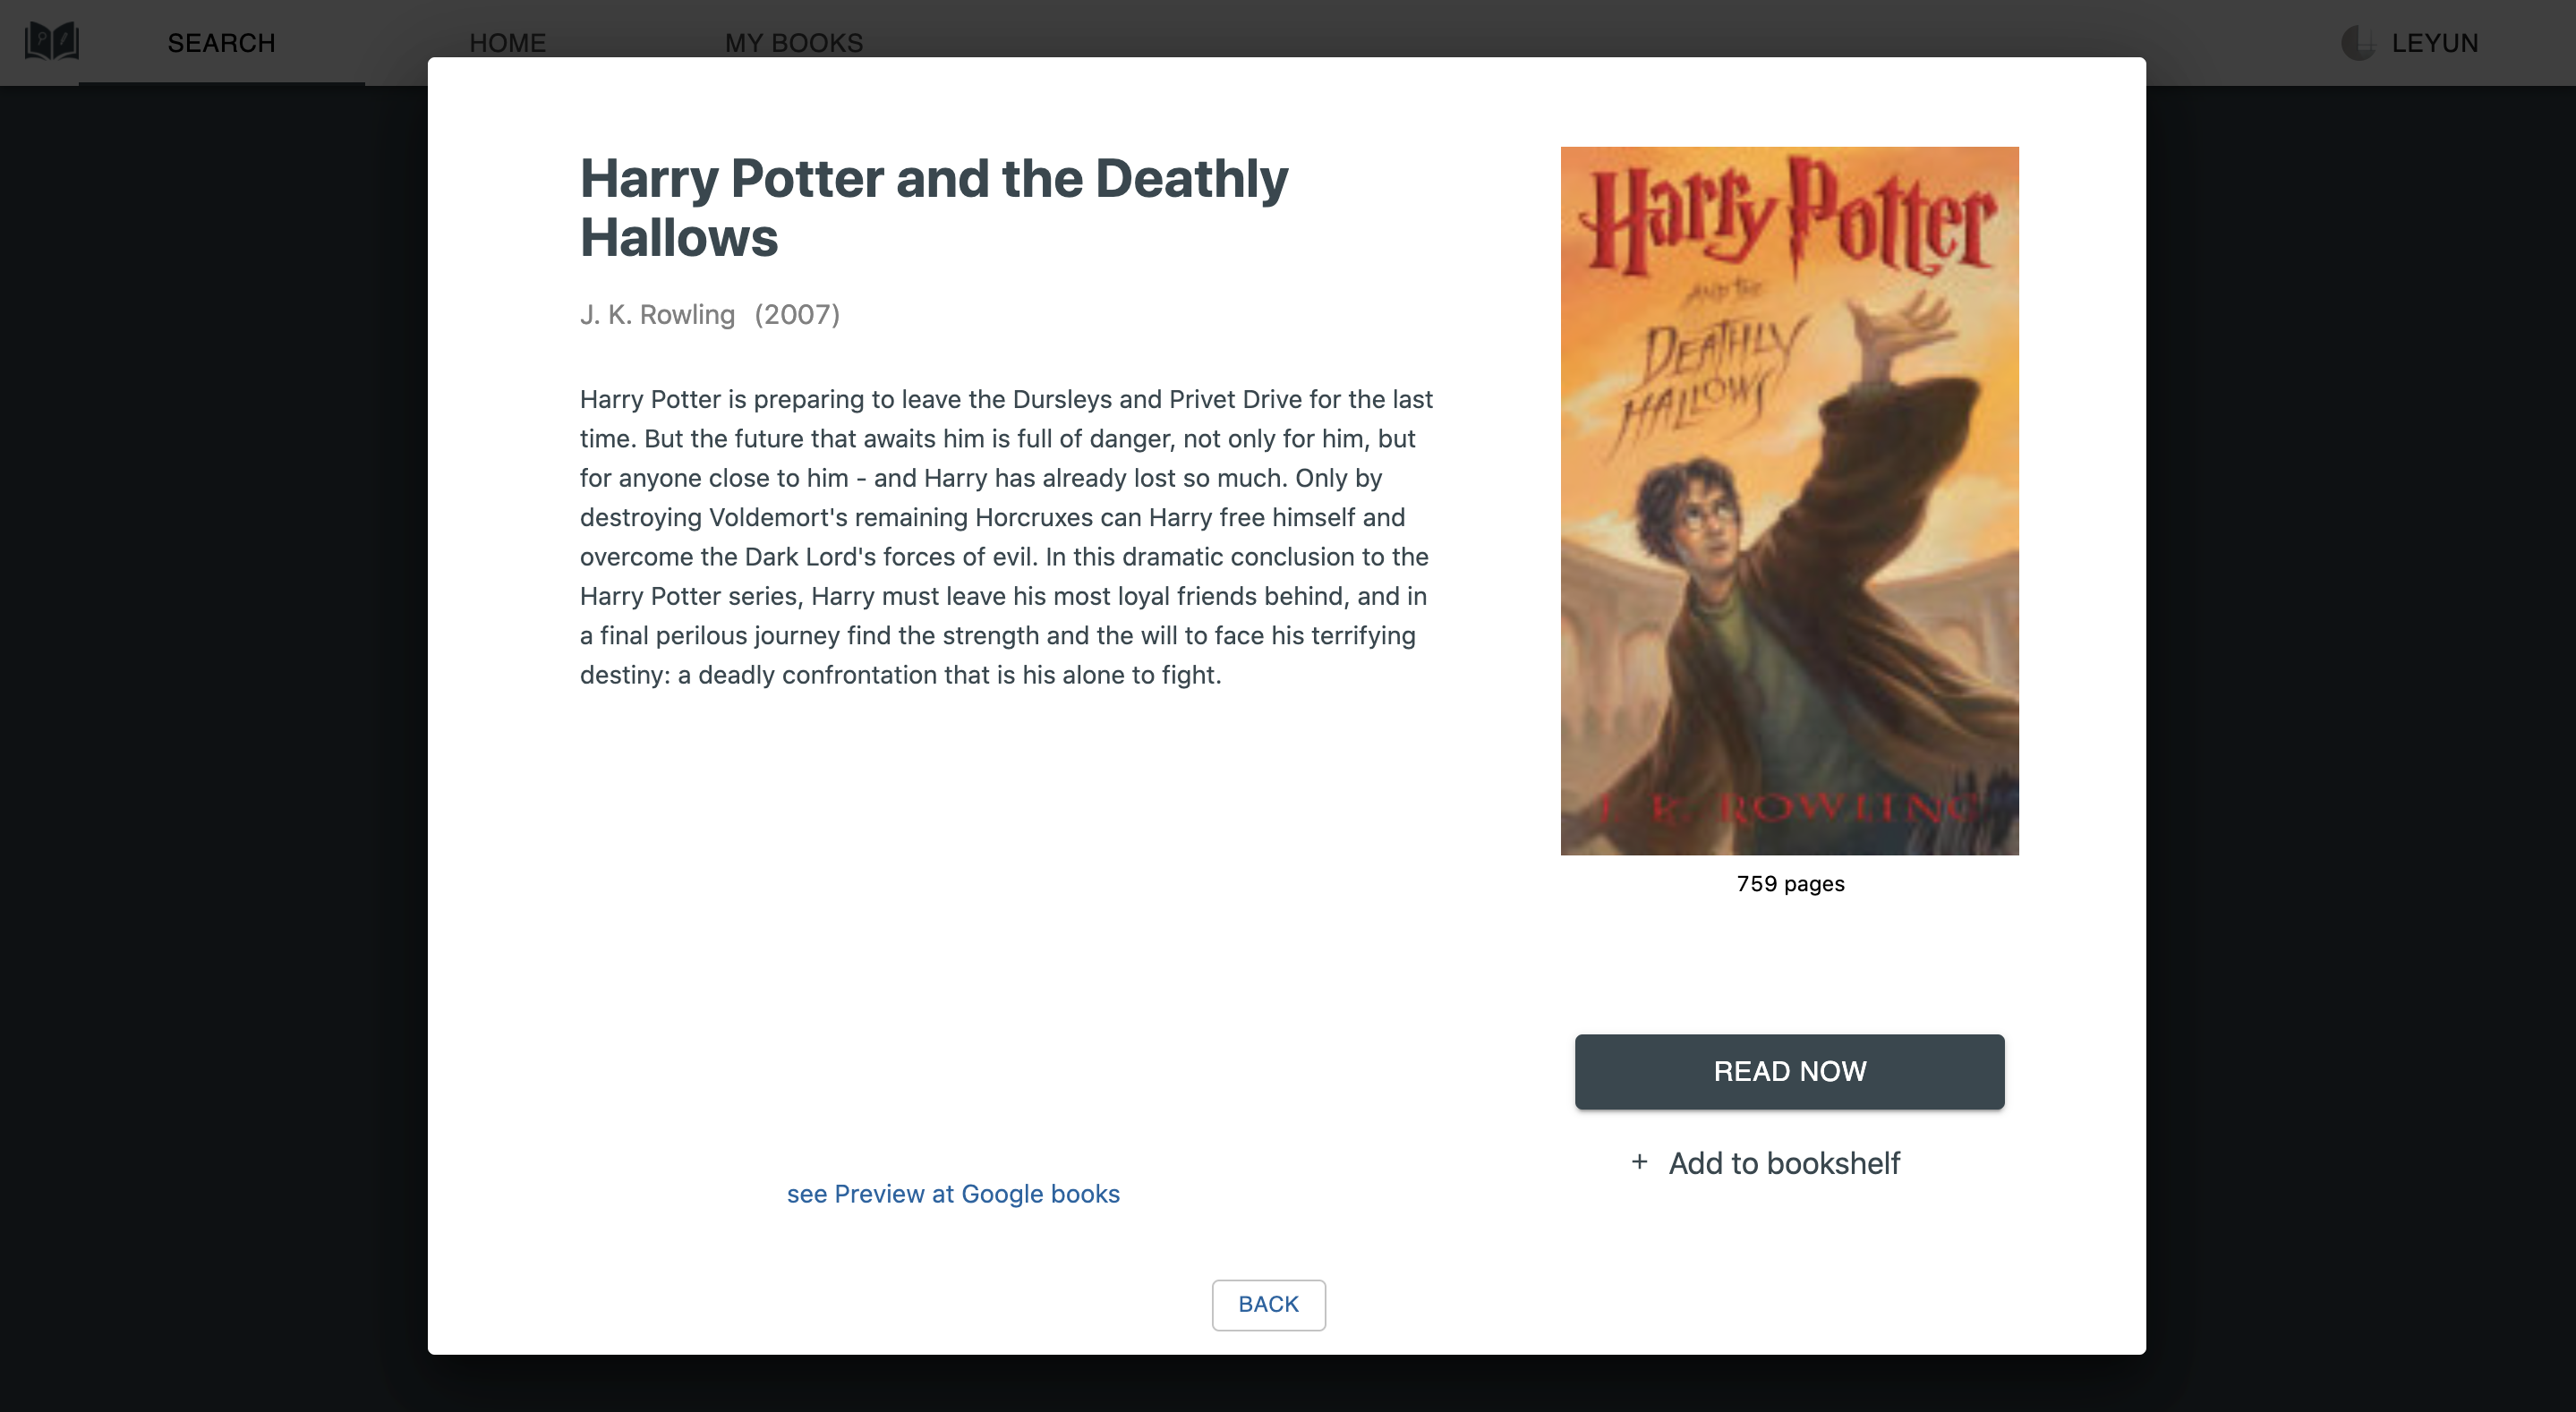 SEARCH
HOME
MY BOOKS
LEYUN
Harry Potter and the Deathly
Hallows
J. K. Rowling (2007)
Harry Potter is preparing to leave the Dursleys and Privet Drive for the last
time. But the future that awaits him is full of danger, not only for him, but
for anyone close to him - and Harry has already lost so much. Only by
destroying Voldemort's remaining Horcruxes can Harry free himself and
overcome the Dark Lord's forces of evil. In this dramatic conclusion to the
Harry Potter series, Harry must leave his most loyal friends behind, and in
a final perilous journey find the strength and the will to face his terrifying
destiny: a deadly confrontation that is his alone to fight.
see Preview at Google books
Harry Potter
AND THE
DEATHLY
HALLOWS
J. K. ROWLING
759 pages
READ NOW
+ Add to bookshelf
BACK